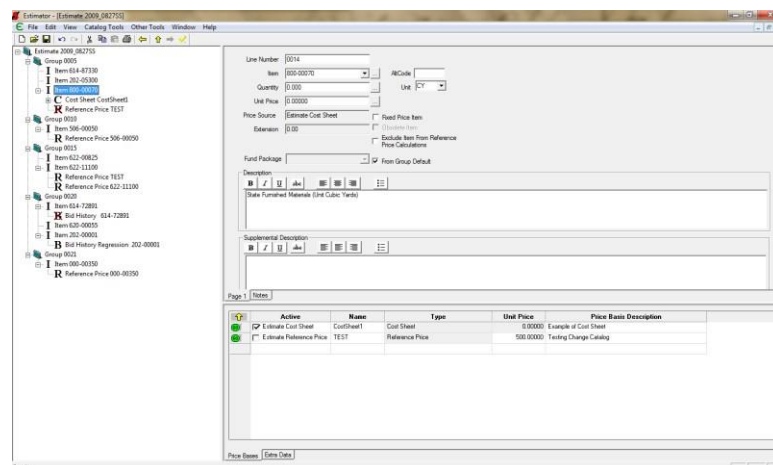 Estimator - [Estimate 2009_0827SS]
File Edit View Catalog Tools Other Tools Window Help
Estimate 2009_0827SS
Group 0005
I Item 614-87330
I Item 202-05300
I Item 800-00070
C Cost Sheet CostSheet1
R Reference Price TEST
Group 0010
I Item 506-00050
R Reference Price 506-00050
Group 0015
I Item 622-00825
I Item 622-11100
R Reference Price TEST
R Reference Price 622-11100
Group 0020
I Item 614-72891
H Bid History 614-72891
I Item 620-00055
I Item 202-00001
B Bid History Regression 202-00001
Group 0021
I Item 000-00350
R Reference Price 000-00350
Line Number 0014
Item 800-00070 AltCode
Quantity 0.000 ... Unit CY
Unit Price 0.00000 ...
Price Source Estimate Cost Sheet Fixed Price Item
Extension 0.00 Obsolete Item
Exclude Item From Reference
Price Calculations
Fund Package From Group Default
Description
B I U abc
State Furnished Materials (Unit Cubic Yards)
Supplemental Description
B I U abc
Page 1 Notes
Active Name Type Unit Price Price Basis Description
Estimate Cost Sheet CostSheet1 Cost Sheet 0.00000 Example of Cost Sheet
Estimate Reference Price TEST Reference Price 500.00000 Testing Change Catalog
Price Bases Extra Data